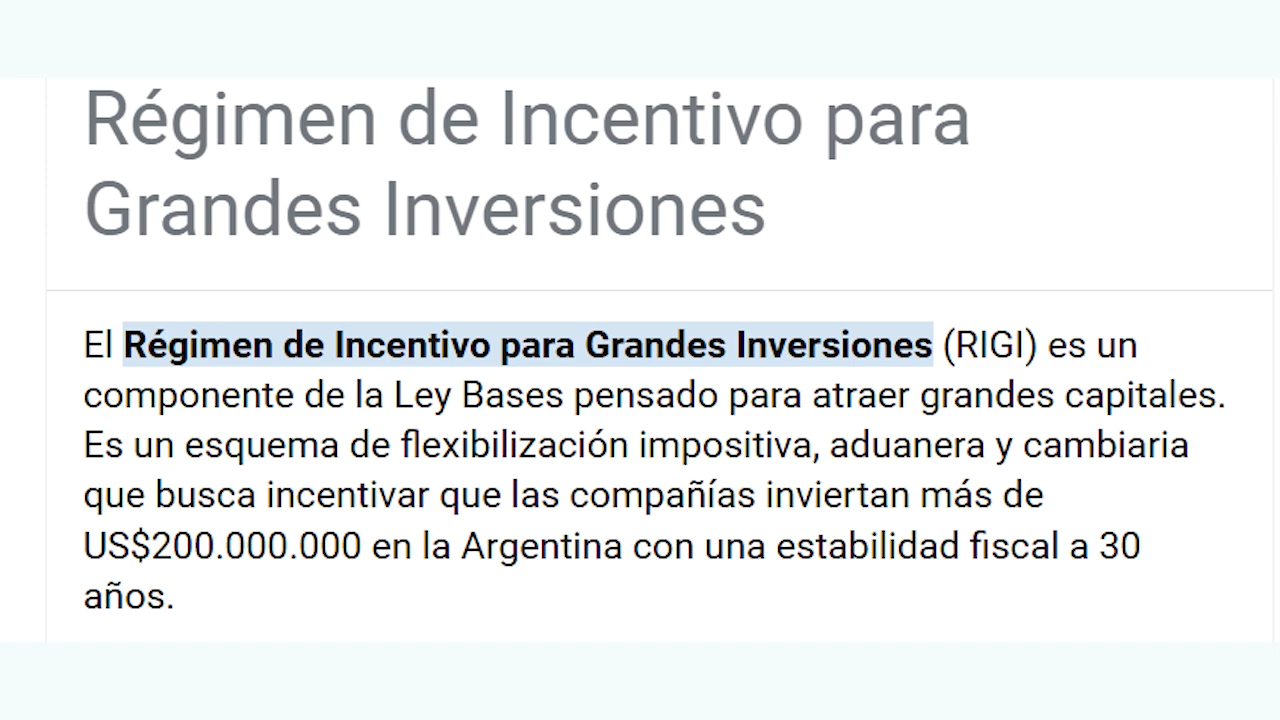 Régimen de Incentivo para
Grandes Inversiones
El Régimen de Incentivo para Grandes Inversiones (RIGI) es un
componente de la Ley Bases pensado para atraer grandes capitales.
Es un esquema de flexibilización impositiva, aduanera y cambiaria
que busca incentivar que las compañías inviertan más de
US$200.000.000 en la Argentina con una estabilidad fiscal a 30
años.